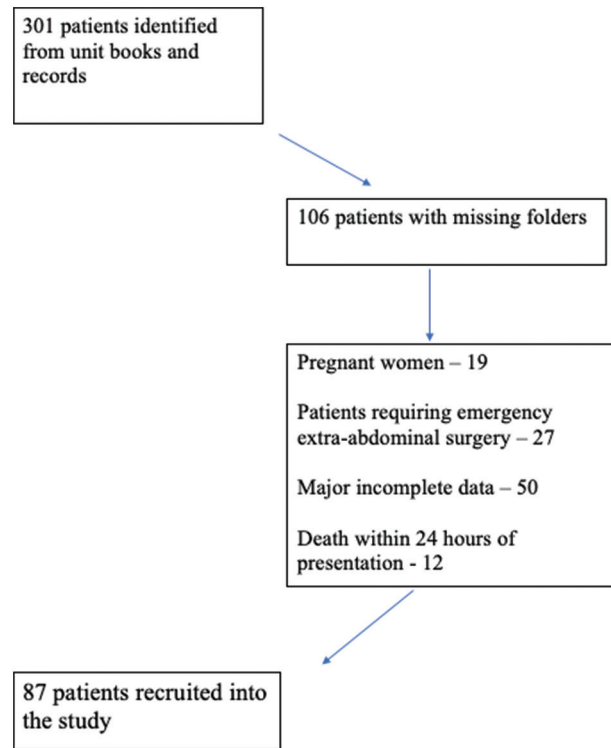 301 patients identified
from unit books and
records
106 patients with missing folders
Pregnant women – 19
Patients requiring emergency
extra-abdominal surgery – 27
Major incomplete data – 50
Death within 24 hours of
presentation - 12
87 patients recruited into
the study